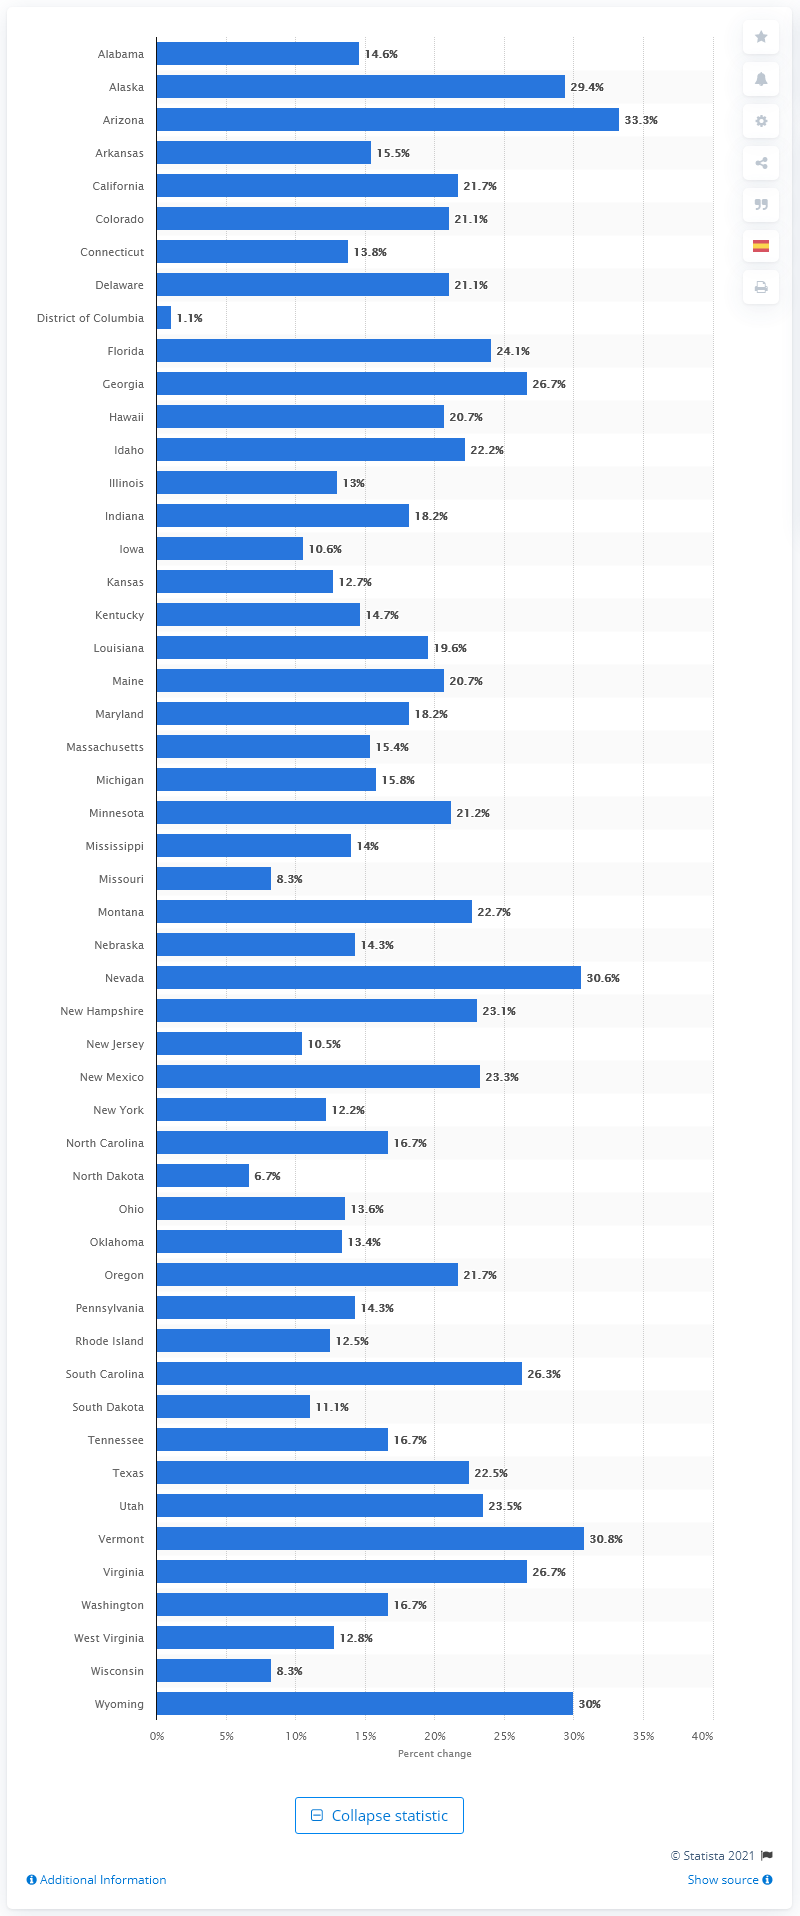 Alabama 14.6%
Alaska 29.4%
Arizona 33.3%
Arkansas 15.5%
California 21.7%
Colorado 21.1%
Connecticut 13.8%
Delaware 21.1%
District of Columbia 1.1%
Florida 24.1%
Georgia 26.7%
Hawaii 20.7%
Idaho 22.2%
Illinois 13%
Indiana 18.2%
Iowa 10.6%
Kansas 12.7%
Kentucky 14.7%
Louisiana 19.6%
Maine 20.7%
Maryland 18.2%
Massachusetts 15.4%
Michigan 15.8%
Minnesota 21.2%
Mississippi 14%
Missouri 8.3%
Montana 22.7%
Nebraska 14.3%
Nevada 30.6%
New Hampshire 23.1%
New Jersey 10.5%
New Mexico 23.3%
New York 12.2%
North Carolina 16.7%
North Dakota 6.7%
Ohio 13.6%
Oklahoma 13.4%
Oregon 21.7%
Pennsylvania 14.3%
Rhode Island 12.5%
South Carolina 26.3%
South Dakota 11.1%
Tennessee 16.7%
Texas 22.5%
Utah 23.5%
Vermont 30.8%
Virginia 26.7%
Washington 16.7%
West Virginia 12.8%
Wisconsin 8.3%
Wyoming 30%
0% 5% 10% 15% 20% 25% 30% 35% 40%
Percent change
Collapse statistic
© Statista 2021
Additional Information Show source